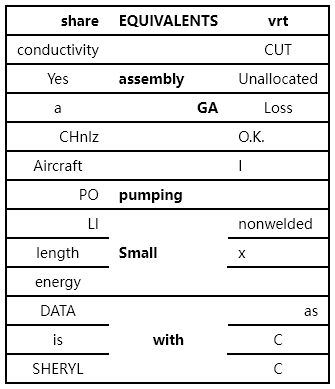 share EQUIVALENTS vrt
conductivity CUT
Yes assembly Unallocated
a GA Loss
CHnlz O.K.
Aircraft I
PO pumping
LI nonwelded
length Small x
energy
DATA as
is with C
SHERYL C